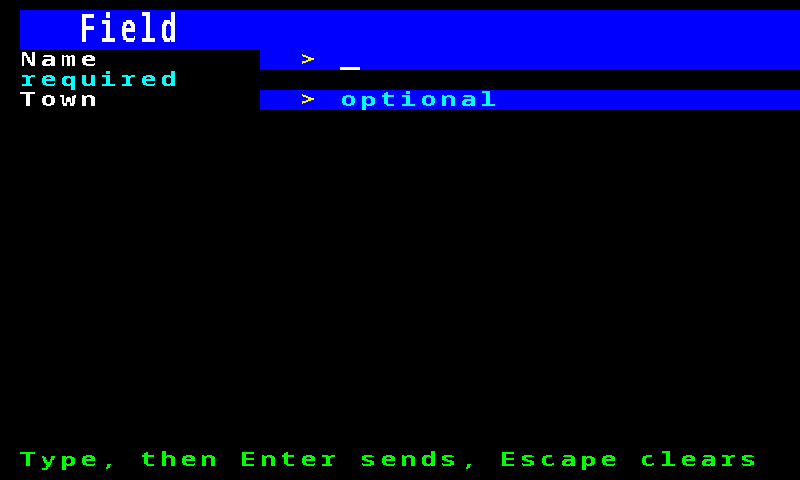 Field
Name > _
required
Town > optional
Type, then Enter sends, Escape clears